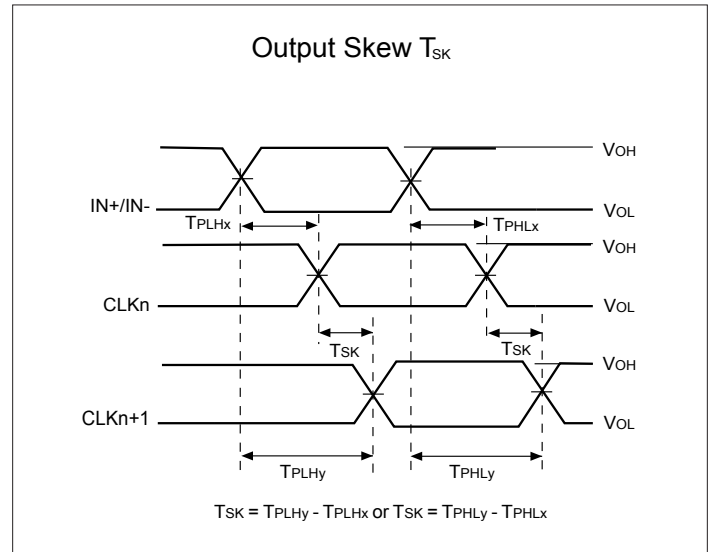 Output Skew TSK
VOH
IN+/IN-
VOL
TPLHx
TPHLx
VOH
CLKn
VOL
TSK
TSK
VOH
CLKn+1
VOL
TPLHy
TPHLy
TSK = TPLHy - TPLHx or TSK = TPHLy - TPHLx